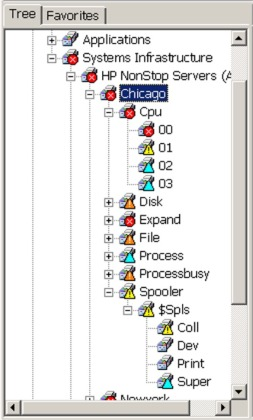 Tree Favorites
Applications
Systems Infrastructure
HP NonStop Servers (A
Chicago
Cpu
00
01
02
03
Disk
Expand
File
Process
Processbusy
Spooler
$Spls
Coll
Dev
Print
Super
Newyork